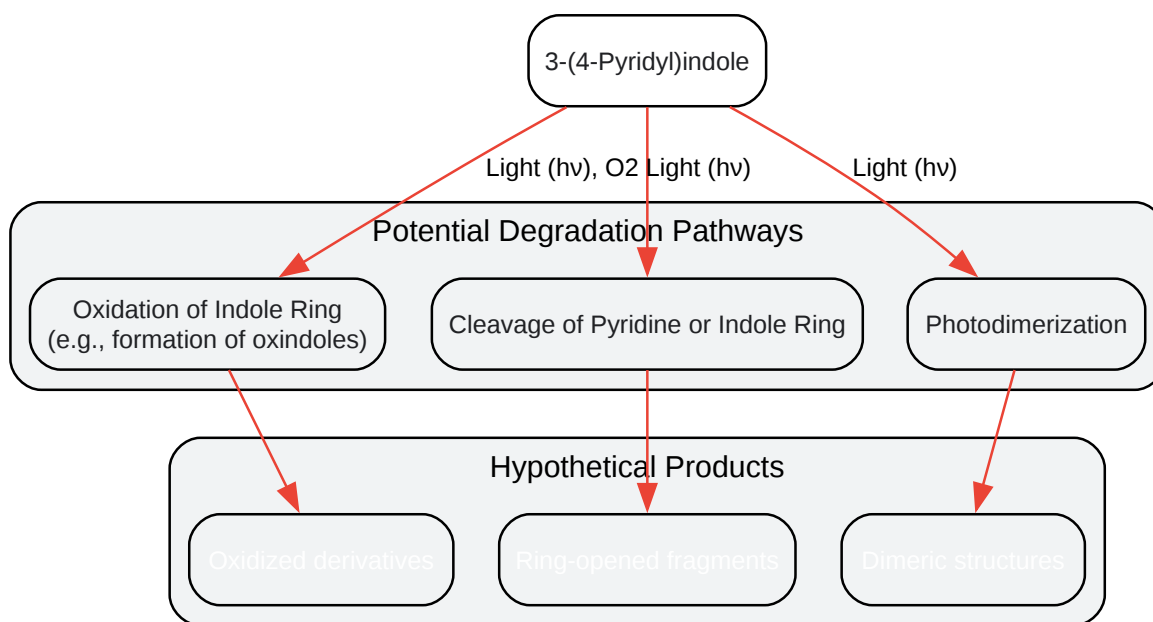 3-(4-Pyridyl)indole
Light (hν), O2 Light (hν) Light (hν)
Potential Degradation Pathways
Oxidation of Indole Ring
(e.g., formation of oxindoles)
Cleavage of Pyridine or Indole Ring
Photodimerization
Hypothetical Products
Oxidized derivatives
Ring-opened fragments
Dimeric structures